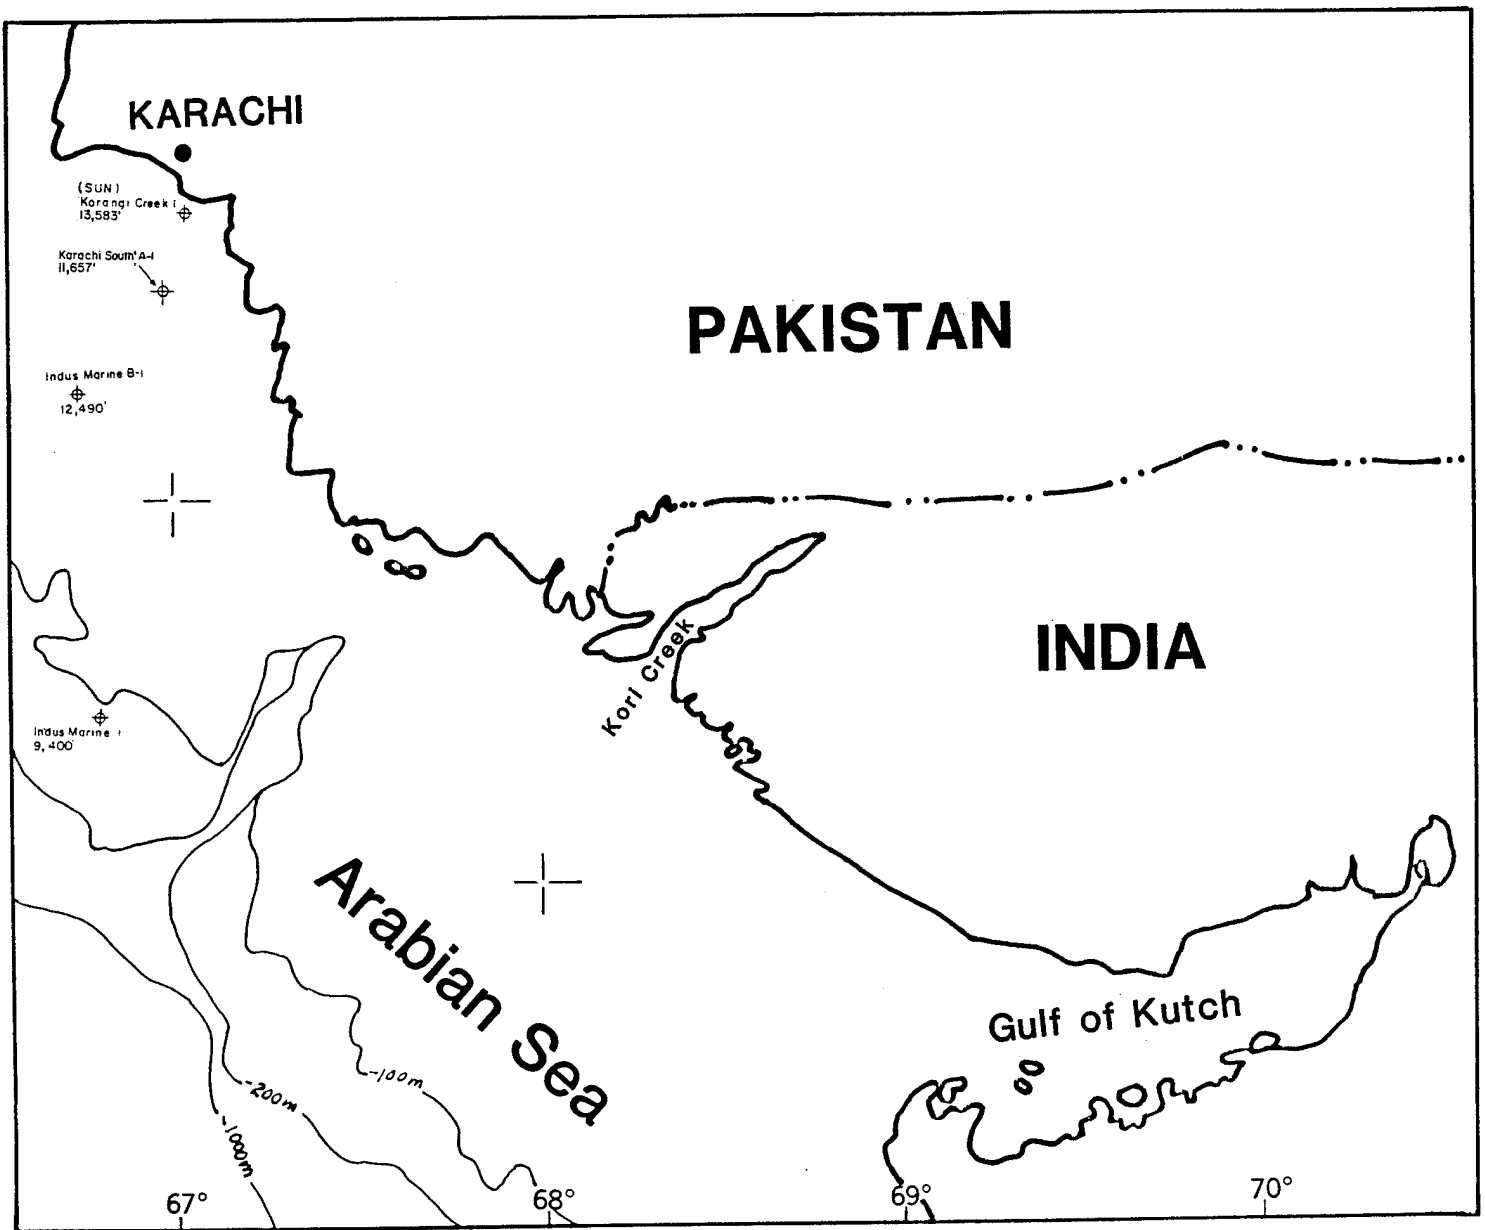 KARACHI
(SUN)
Korangi Creek 1
13,583'
Karachi South A-1
11,657'
PAKISTAN
Indus Marine B-1
12,490'
INDIA
Kori Creek
Indus Marine 1
9,400'
Arabian Sea
Gulf of Kutch
-100m
-200m
-1000m
67°
68°
69°
70°